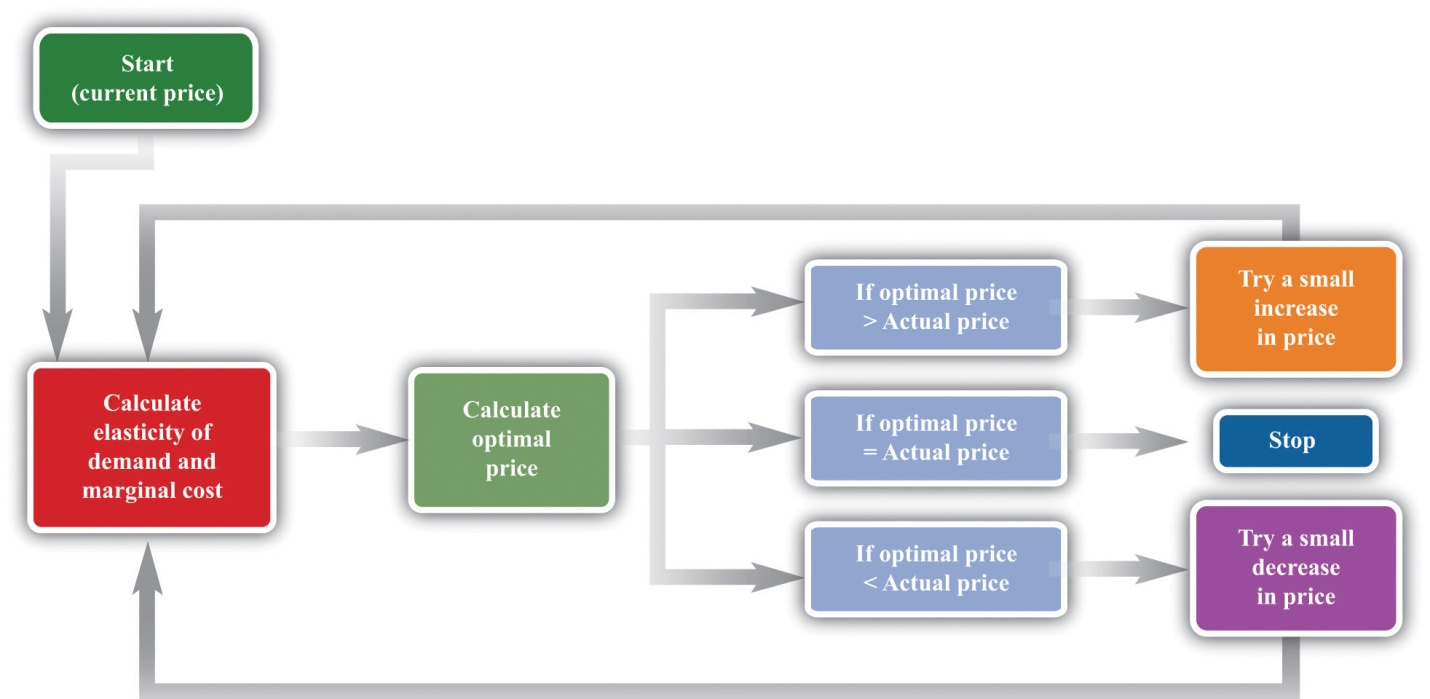 Start
(current price)
Calculate
elasticity of
demand and
marginal cost
Calculate
optimal
price
If optimal price
> Actual price
Try a small
increase
in price
If optimal price
= Actual price
Stop
If optimal price
< Actual price
Try a small
decrease
in price